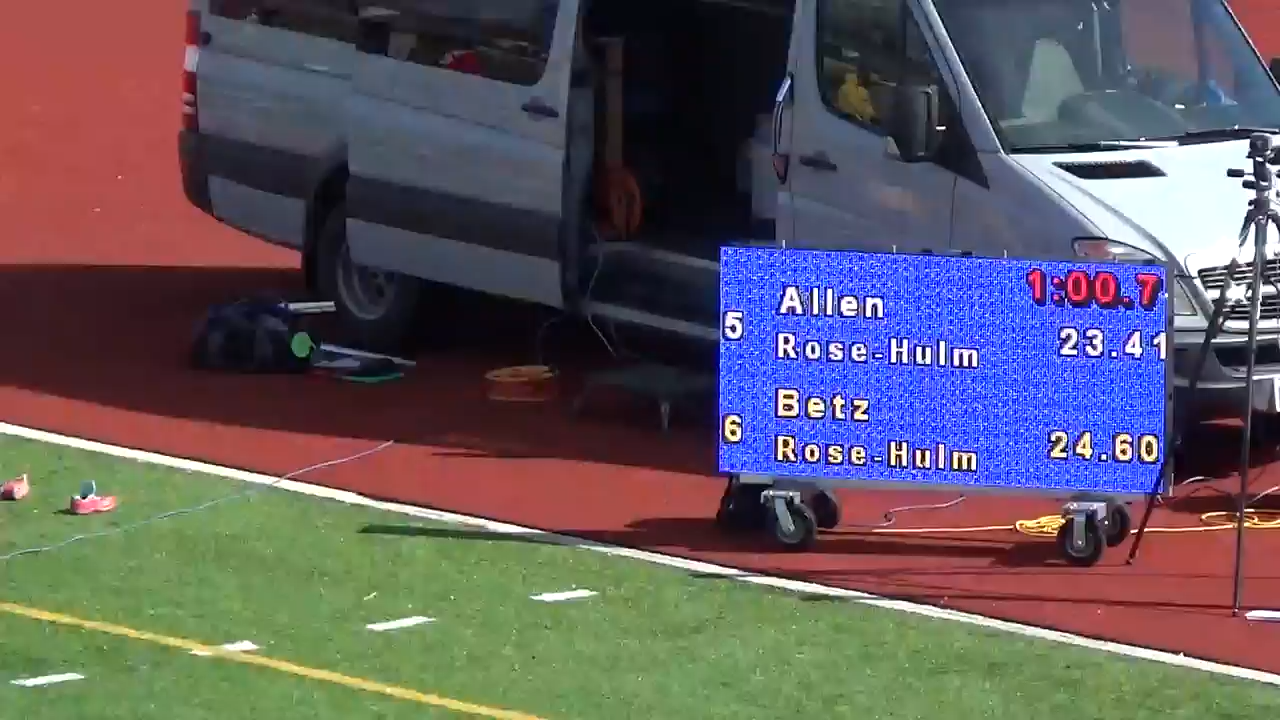 1:00.7
5 Allen
Rose-Hulm 23.41
6 Betz
Rose-Hulm 24.60